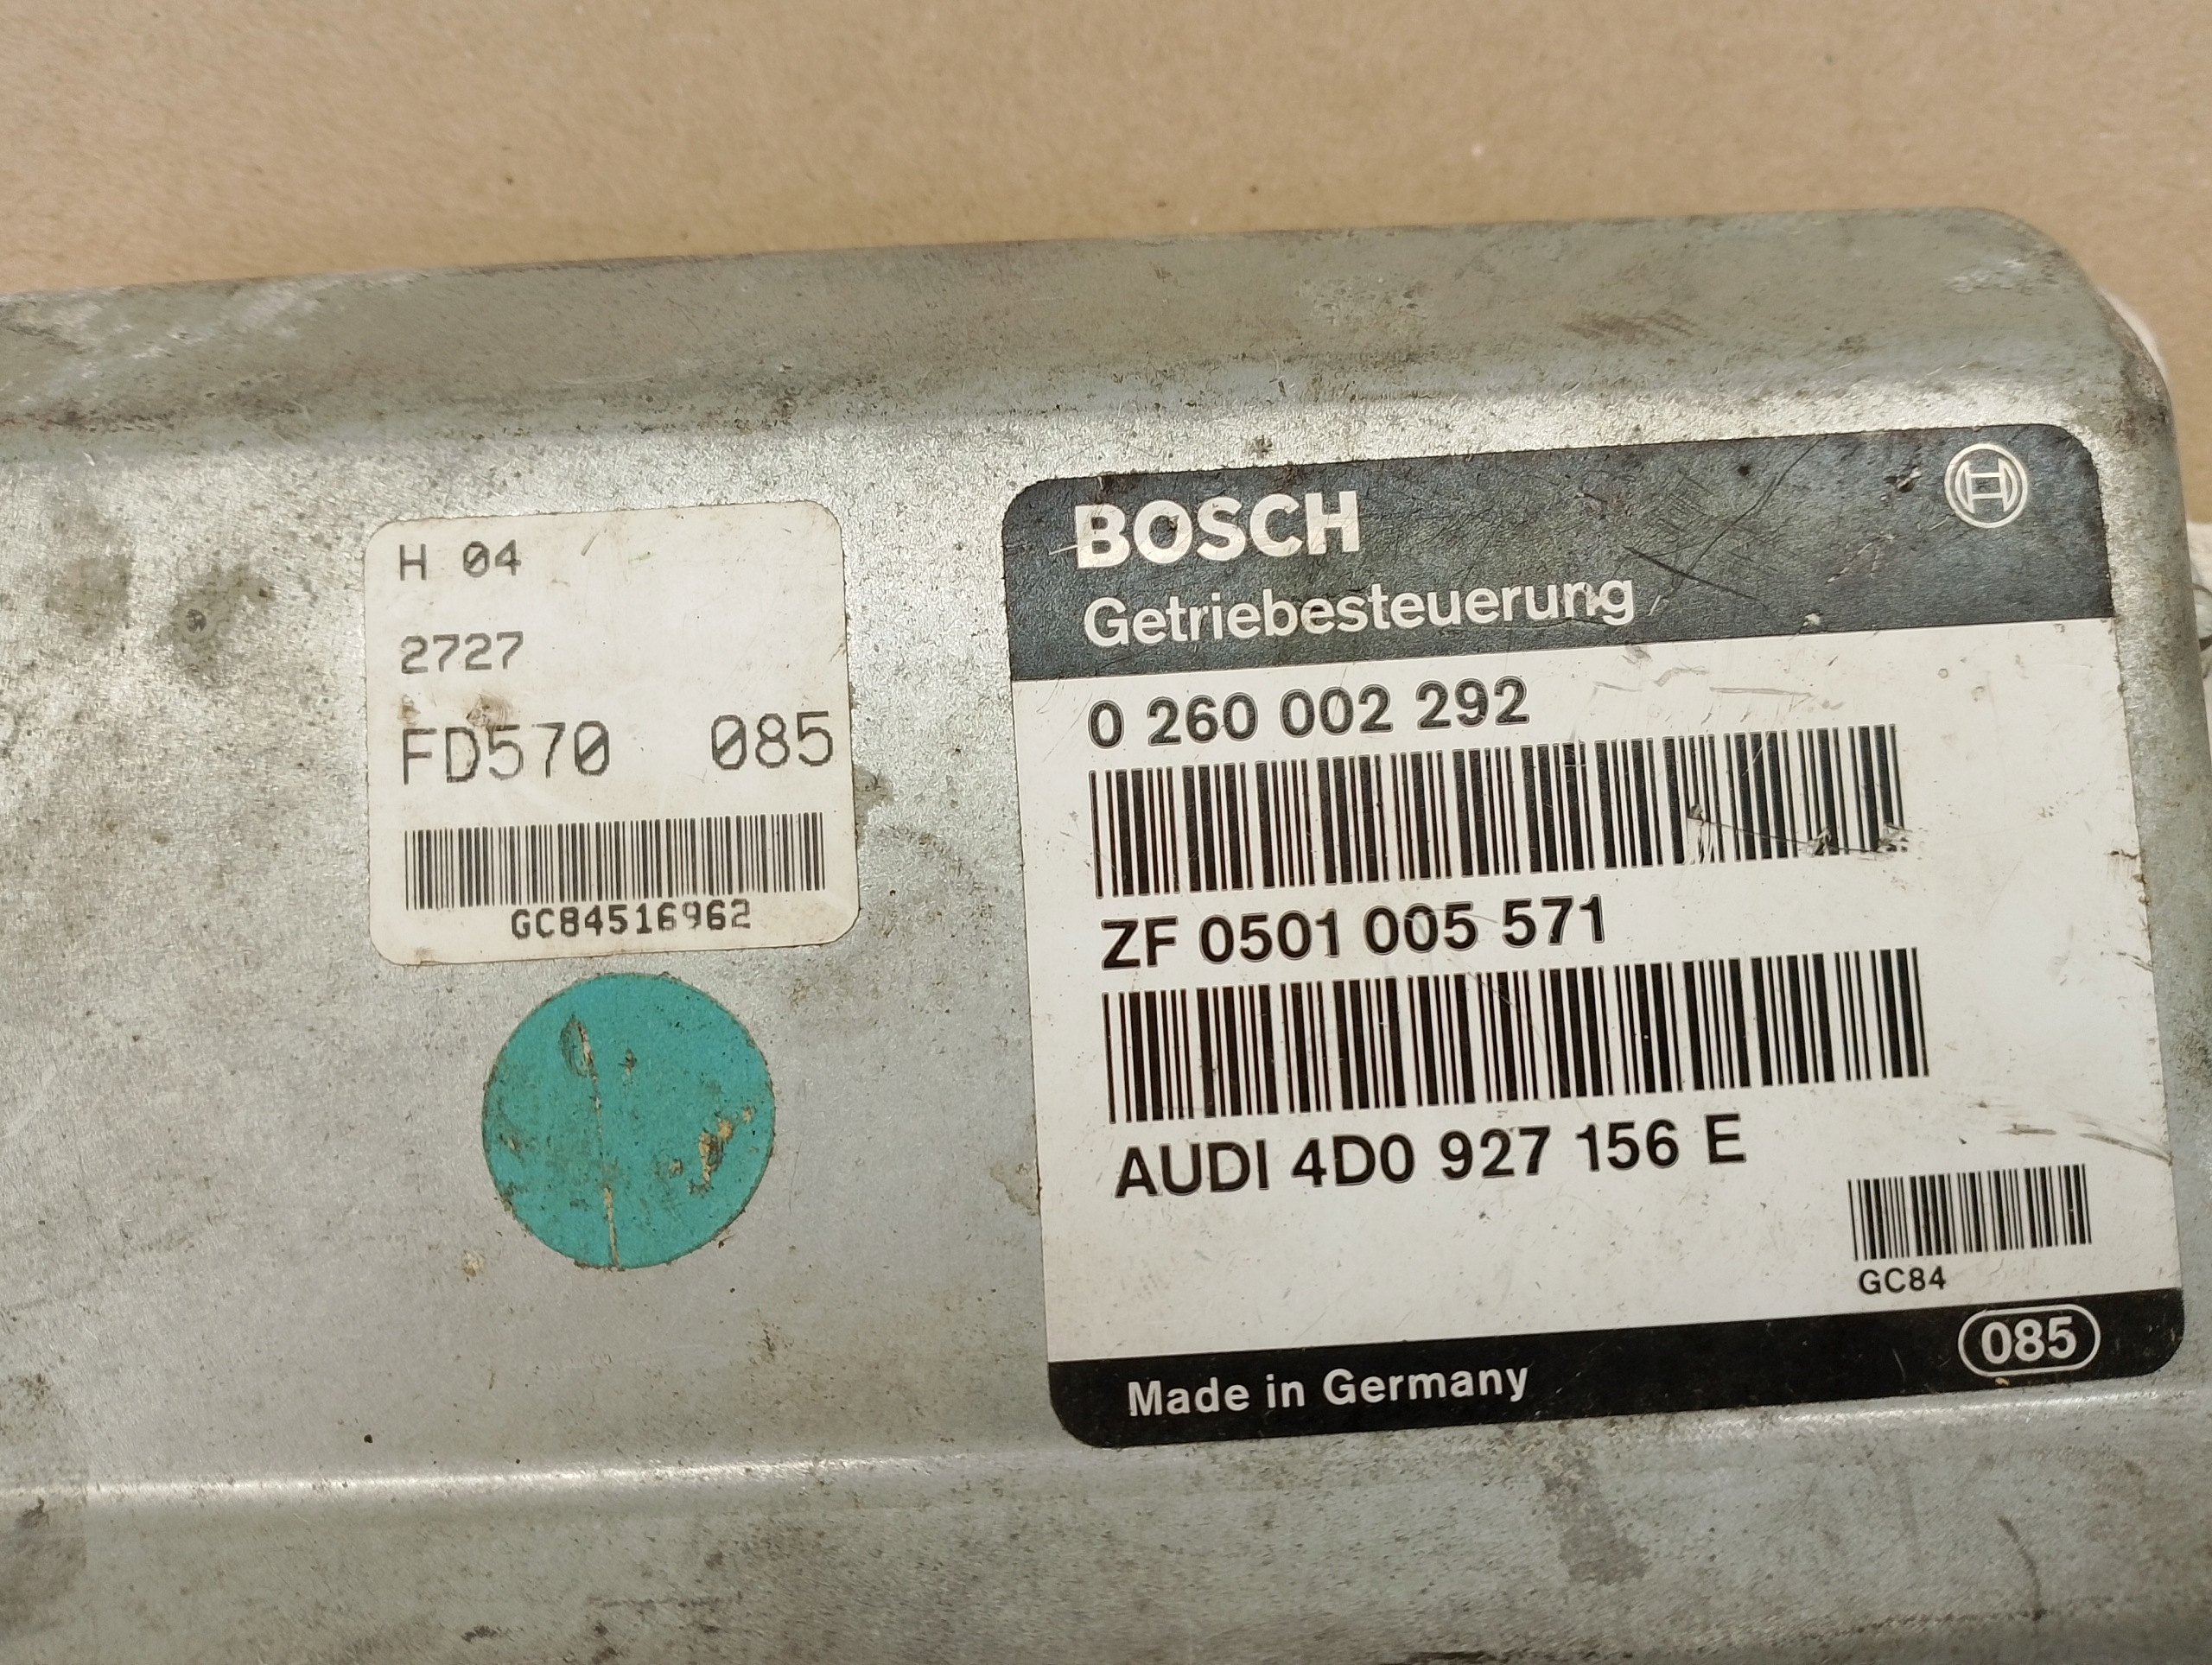 H 04
2727
FD570 085
GC84516962
BOSCH
Getriebesteuerung
0 260 002 292
ZF 0501 005 571
AUDI 4D0 927 156 E
GC84
085
Made in Germany